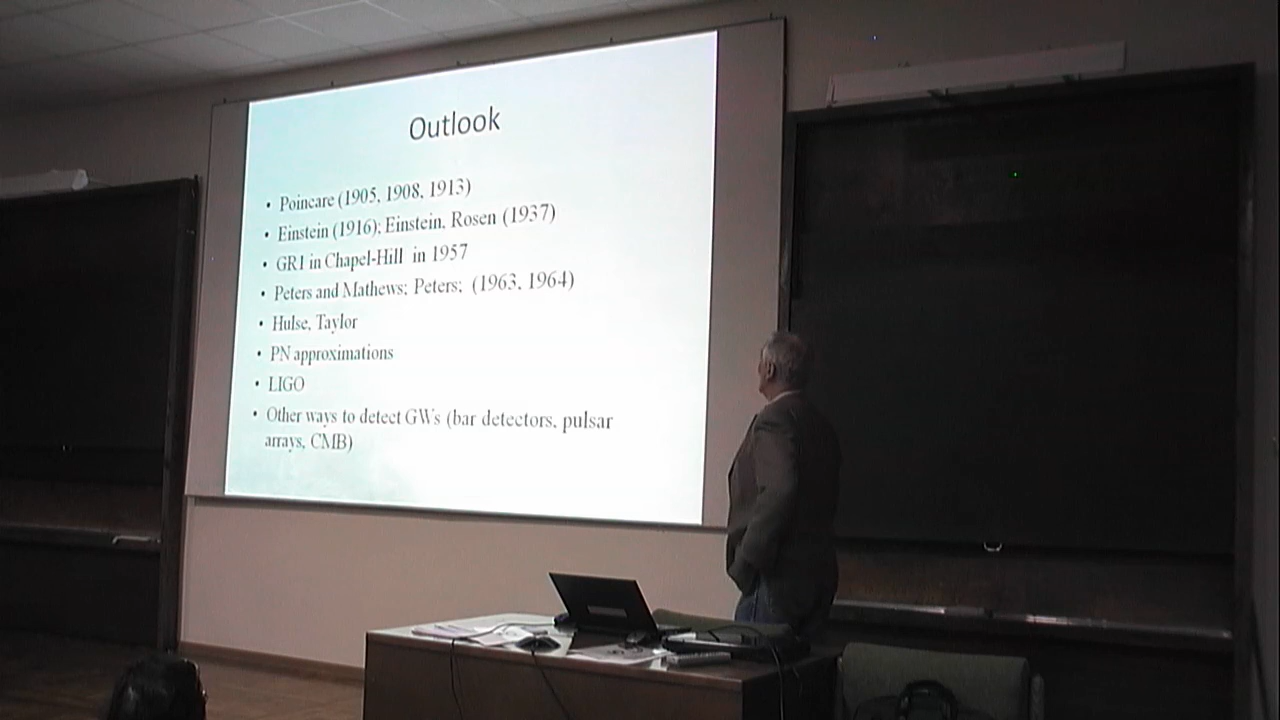 Outlook
• Poincare (1905, 1908, 1913)
• Einstein (1916); Einstein, Rosen (1937)
• GR1 in Chapel-Hill in 1957
• Peters and Mathews; Peters; (1963, 1964)
• Hulse, Taylor
• PN approximations
• LIGO
• Other ways to detect GWs (bar detectors, pulsar
arrays, CMB)